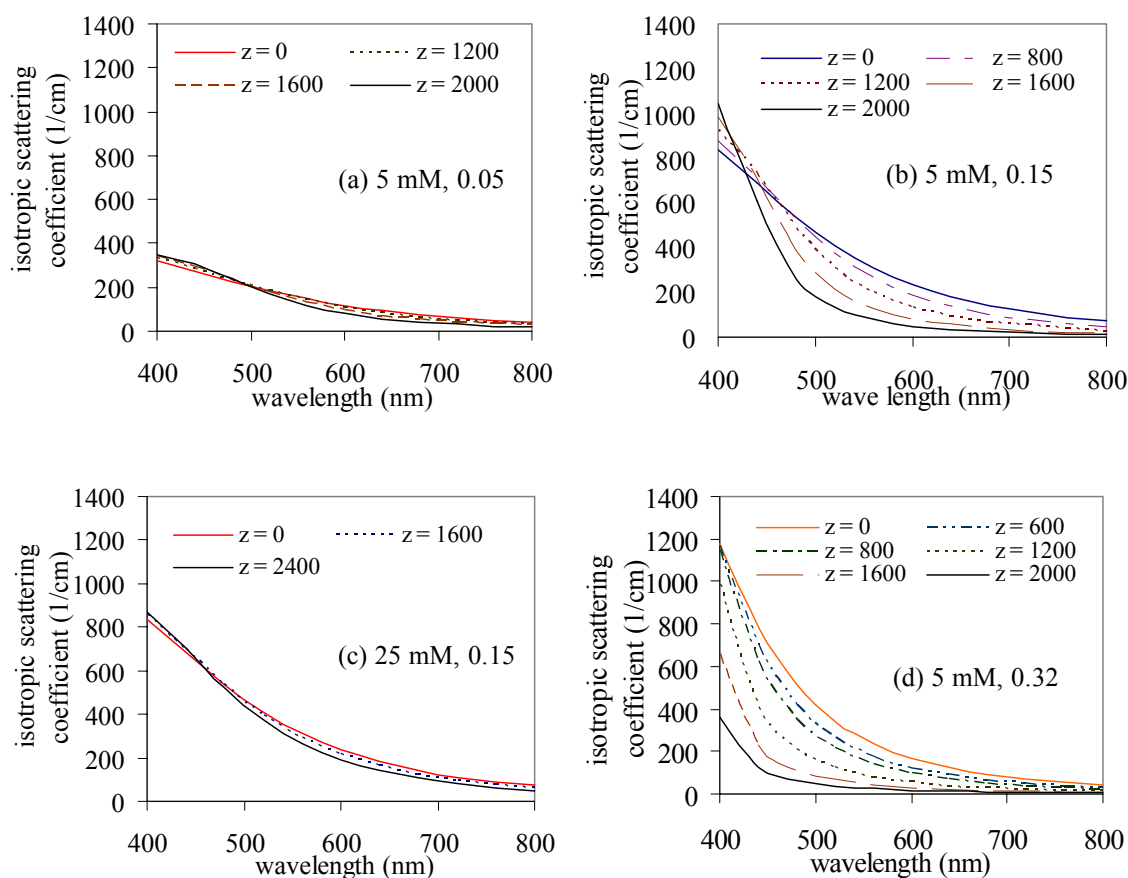 isotropic scattering
coefficient (1/cm)
1400
1200
1000
800
600
400
200
0
z = 0
z = 1200
z = 1600
z = 2000
(a) 5 mM, 0.05
400 500 600 700 800
wavelength (nm)
isotropic scattering
coefficient (1/cm)
1400
1200
1000
800
600
400
200
0
z = 0
z = 800
z = 1200
z = 1600
z = 2000
(b) 5 mM, 0.15
400 500 600 700 800
wave length (nm)
isotropic scattering
coefficient (1/cm)
1400
1200
1000
800
600
400
200
0
z = 0
z = 1600
z = 2400
(c) 25 mM, 0.15
400 500 600 700 800
wavelength (nm)
isotropic scattering
coefficient (1/cm)
1400
1200
1000
800
600
400
200
0
z = 0
z = 600
z = 800
z = 1200
z = 1600
z = 2000
(d) 5 mM, 0.32
400 500 600 700 800
wavelength (nm)